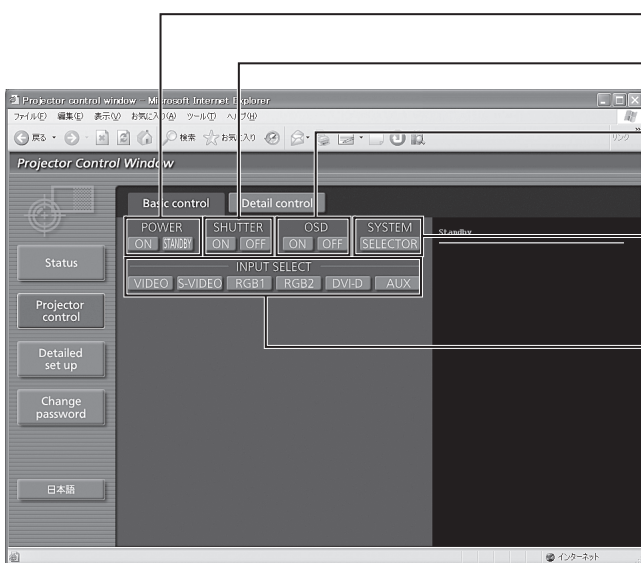 Projector control window - Microsoft Internet Explorer
ファイル(F) 編集(E) 表示(V) お気に入り(A) ツール(T) ヘルプ(H)
戻る 検索 お気に入り リンク »
Projector Control Window
Basic control Detail control
POWER SHUTTER OSD SYSTEM
ON STANDBY ON OFF ON OFF SELECTOR
INPUT SELECT
VIDEO S-VIDEO RGB1 RGB2 DVI-D AUX
Standby
Status
Projector
control
Detailed
set up
Change
password
日本語
インターネット